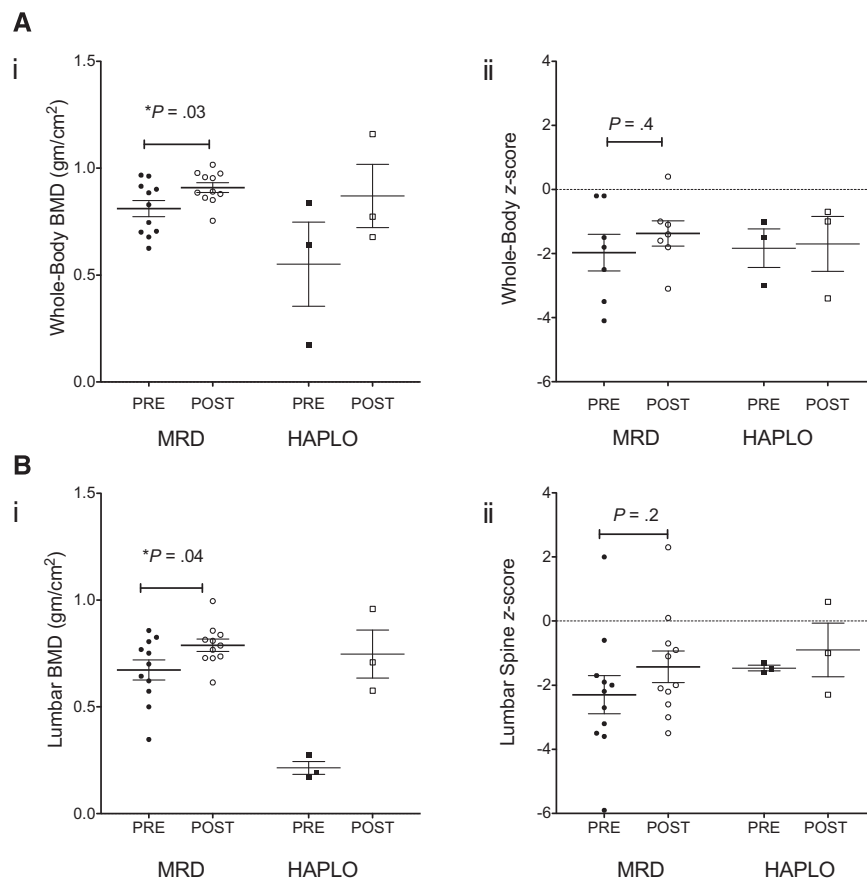 A
i
ii
Whole-Body BMD (gm/cm²)
1.5
1.0
0.5
0.0
*P = .03
PRE
POST
PRE
POST
MRD
HAPLO
Whole-Body z-score
4
2
0
-2
-4
-6
P = .4
PRE
POST
PRE
POST
MRD
HAPLO
B
i
ii
Lumbar BMD (gm/cm²)
1.5
1.0
0.5
0.0
*P = .04
PRE
POST
PRE
POST
MRD
HAPLO
Lumbar Spine z-score
4
2
0
-2
-4
-6
P = .2
PRE
POST
PRE
POST
MRD
HAPLO